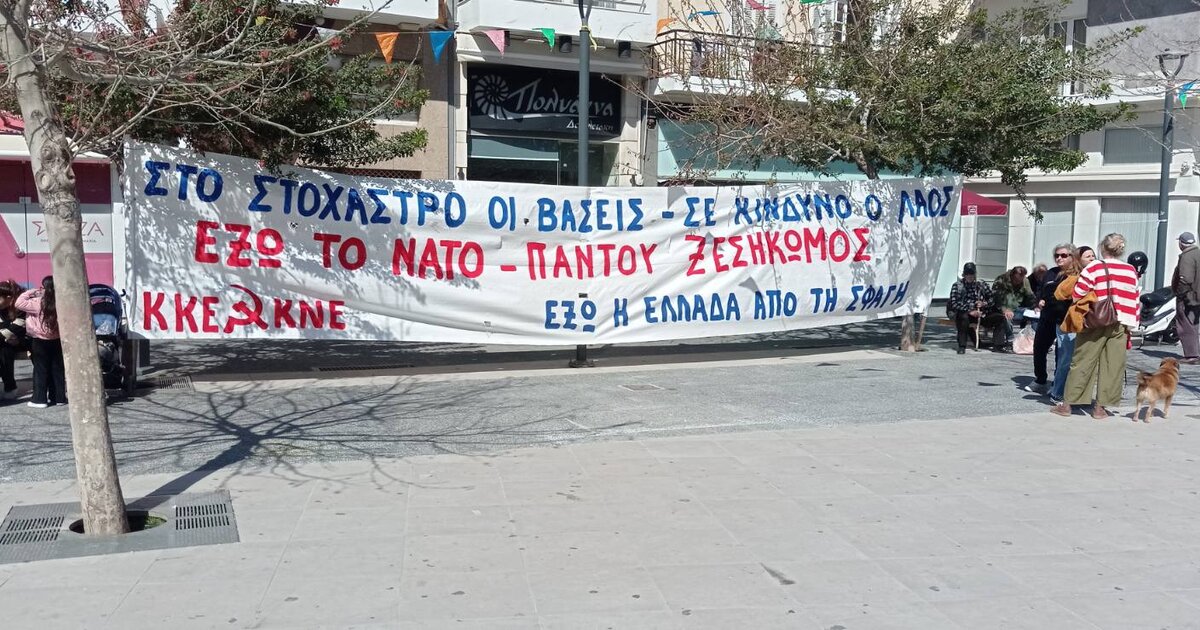 Πολυάννα
ΣΤΟ ΣΤΟΧΑΣΤΡΟ ΟΙ ΒΑΣΕΙΣ - ΣΕ ΚΙΝΔΥΝΟ Ο ΛΑΟΣ
ΕΞΩ ΤΟ ΝΑΤΟ - ΠΑΝΤΟΥ ΞΕΣΗΚΩΜΟΣ
ΚΚΕ ΚΝΕ
ΕΞΩ Η ΕΛΛΑΔΑ ΑΠΟ ΤΗ ΣΦΑΓΗ